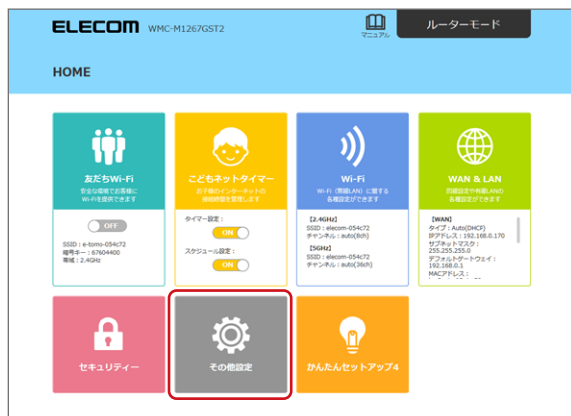 ELECOM WMC-M1267GST2
マニュアル
ルーターモード
HOME
友だちWi-Fi
安全な環境でお客様に
Wi-Fiを提供できます
OFF
SSID : e-tomo-054c72
暗号キー : 67604400
帯域 : 2.4GHz
こどもネットタイマー
お子様のインターネットの
接続時間を管理します
タイマー設定 :
ON
スケジュール設定 :
ON
Wi-Fi
Wi-Fi（無線LAN）に関する
各種設定ができます
【2.4GHz】
SSID : elecom-054c72
チャンネル : auto(8ch)
【5GHz】
SSID : elecom-054c72
チャンネル : auto(36ch)
WAN & LAN
回線設定や有線LANの
各種設定ができます
【WAN】
タイプ : Auto(DHCP)
IPアドレス : 192.168.0.170
サブネットマスク :
255.255.255.0
デフォルトゲートウェイ :
192.168.0.1
MACアドレス :
セキュリティー
その他設定
かんたんセットアップ4